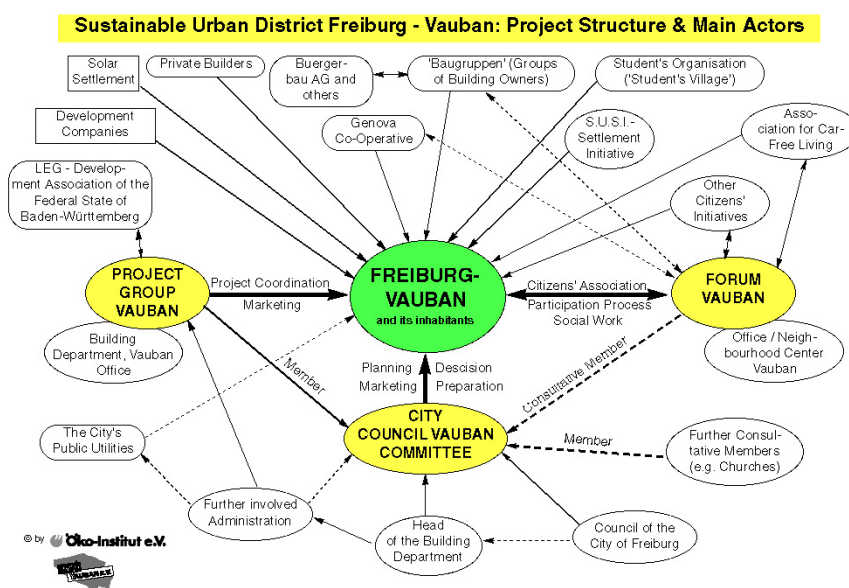 Sustainable Urban District Freiburg - Vauban: Project Structure & Main Actors
Solar
Settlement
Private Builders
Buerger-
bau AG and
others
'Baugruppen' (Groups
of Building Owners)
Student's Organisation
('Student's Village')
Development
Companies
Genova
Co-Operative
S.U.S.I.-
Settlement
Initiative
Asso-
ciation for Car-
Free Living
LEG - Develop-
ment Association of the
Federal State of
Baden-Württemberg
Other
Citizens'
Initiatives
PROJECT
GROUP
VAUBAN
Project Coordination
Marketing
FREIBURG-
VAUBAN
and its inhabitants
Citizens' Association
Participation Process
Social Work
FORUM
VAUBAN
Building
Department, Vauban
Office
Office / Neigh-
bourhood Center
Vauban
Member
Planning
Marketing
Descision
Preparation
Consultative Member
CITY
COUNCIL VAUBAN
COMMITTEE
The City's
Public Utilities
Member
Further Consul-
tative Members
(e.g. Churches)
Further involved
Administration
Head
of the Building
Department
Council of the
City of Freiburg
© by Öko-Institut e.V.